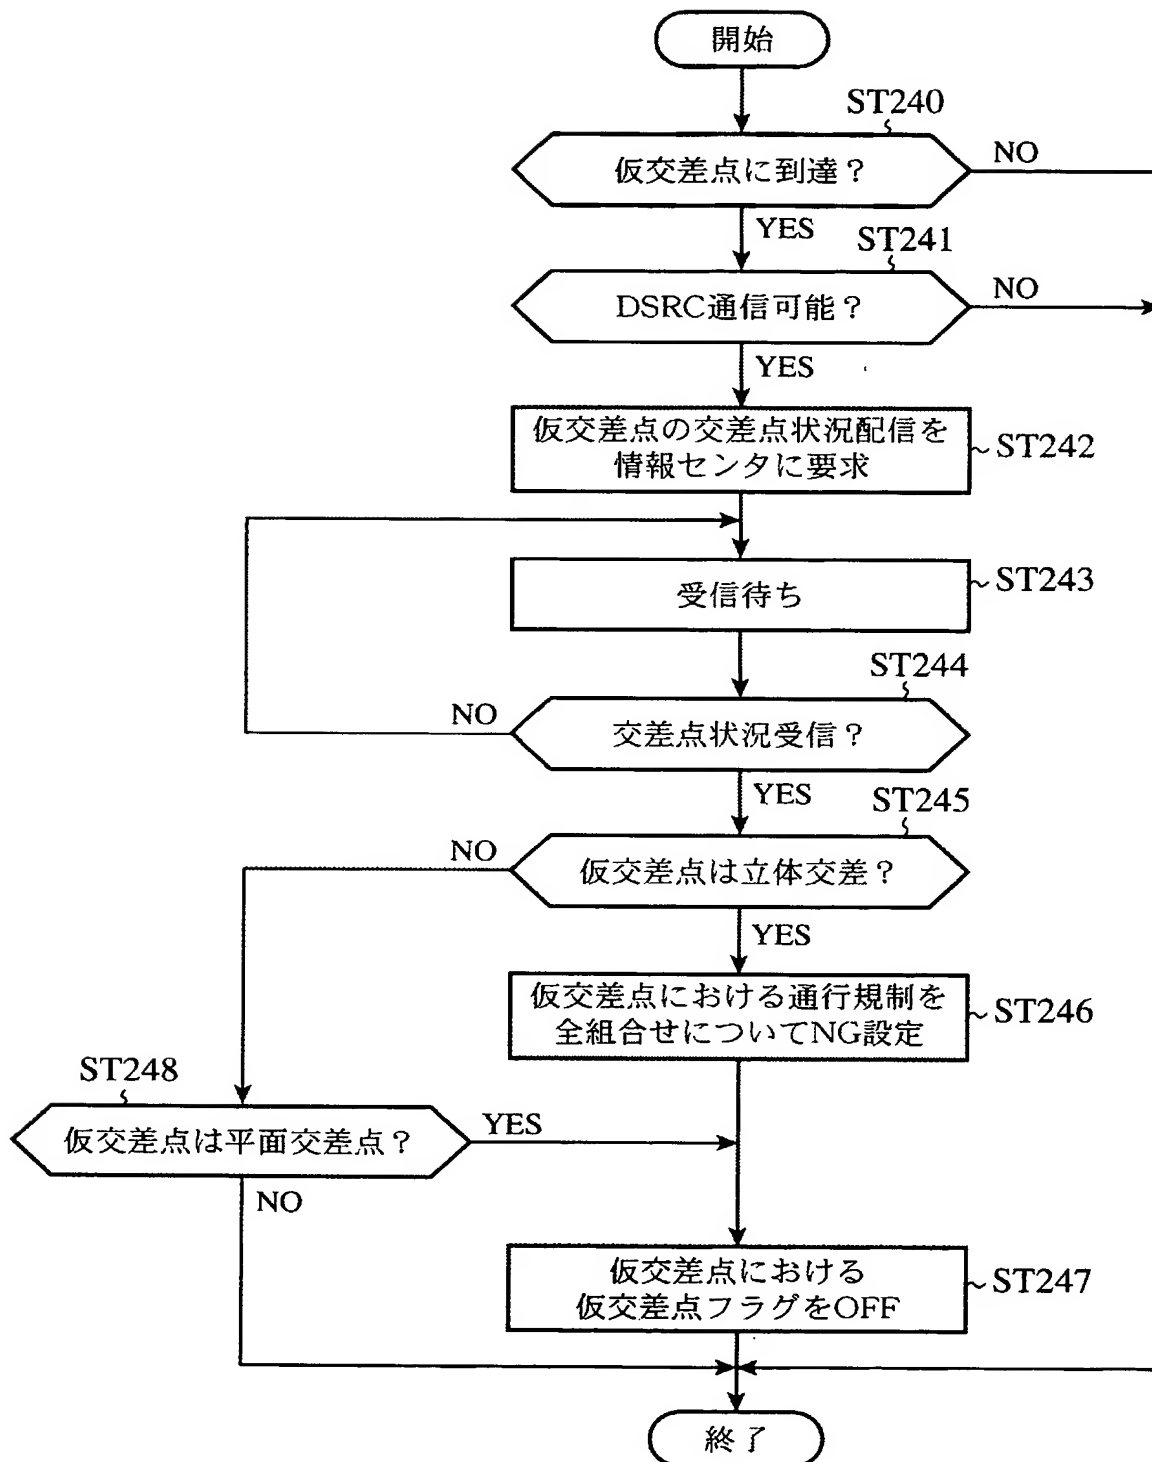 開始
ST240
仮交差点に到達？
NO
YES
ST241
DSRC通信可能？
NO
YES
仮交差点の交差点状況配信を
情報センタに要求
ST242
受信待ち
ST243
ST244
NO
交差点状況受信？
YES
ST245
NO
仮交差点は立体交差？
YES
仮交差点における通行規制を
全組合せについてNG設定
ST246
ST248
仮交差点は平面交差点？
YES
NO
仮交差点における
仮交差点フラグをOFF
ST247
終了